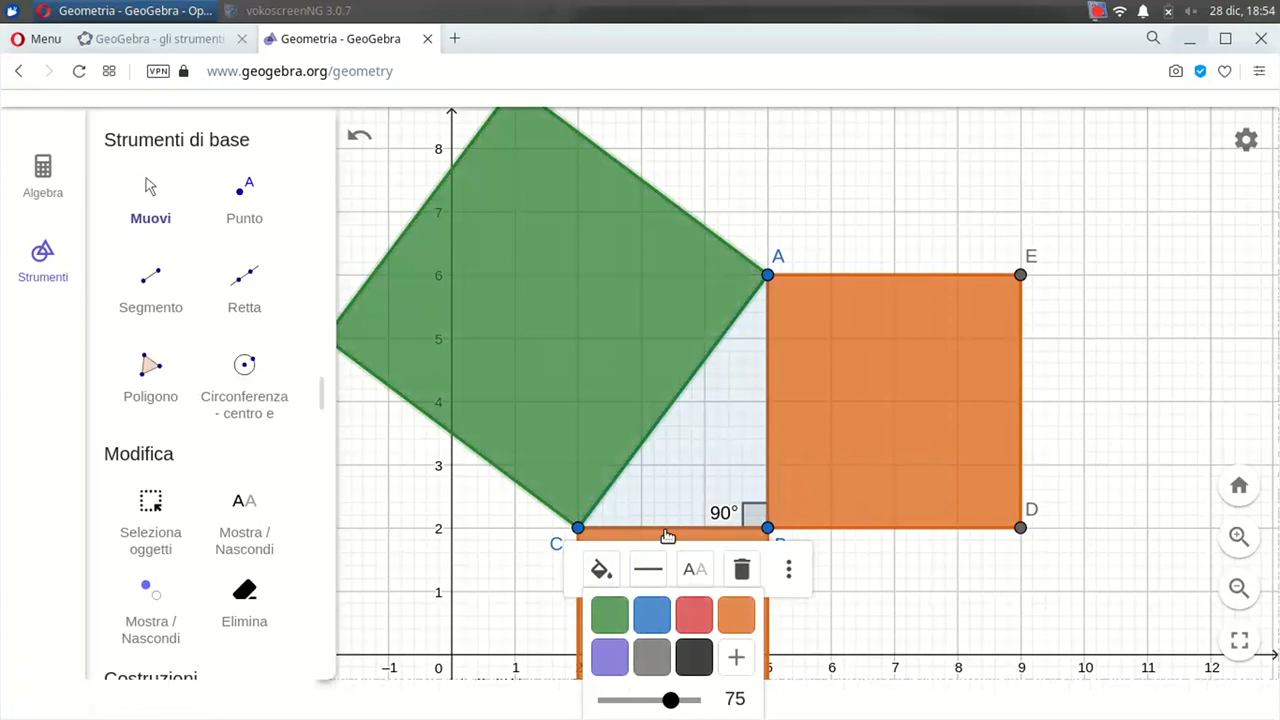 Geometria - GeoGebra - Op...
vokoscreenNG 3.0.7
28 dic, 18:54
Menu
GeoGebra - gli strument
Geometria - GeoGebra
VPN
www.geogebra.org/geometry
Algebra
Strumenti
Strumenti di base
Muovi
Punto
Segmento
Retta
Poligono
Circonferenza
- centro e
Modifica
Seleziona
oggetti
Mostra /
Nascondi
Mostra /
Nascondi
Elimina
Costruzioni
8
7
6
5
4
3
2
1
A
E
90°
D
C
AA
−1
0
1
5
6
7
8
9
10
11
12
75